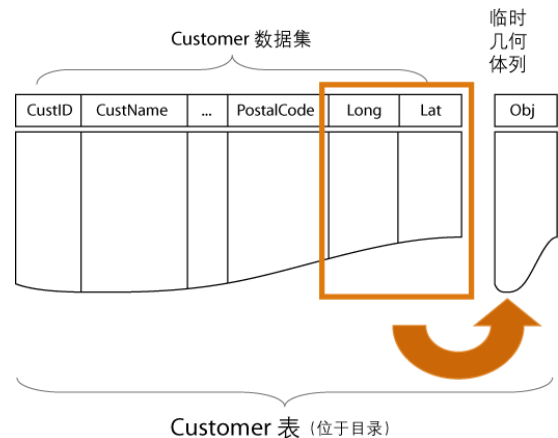 临时
几何
体列
Customer 数据集
CustID CustName ... PostalCode Long Lat Obj
Customer 表 (位于目录)